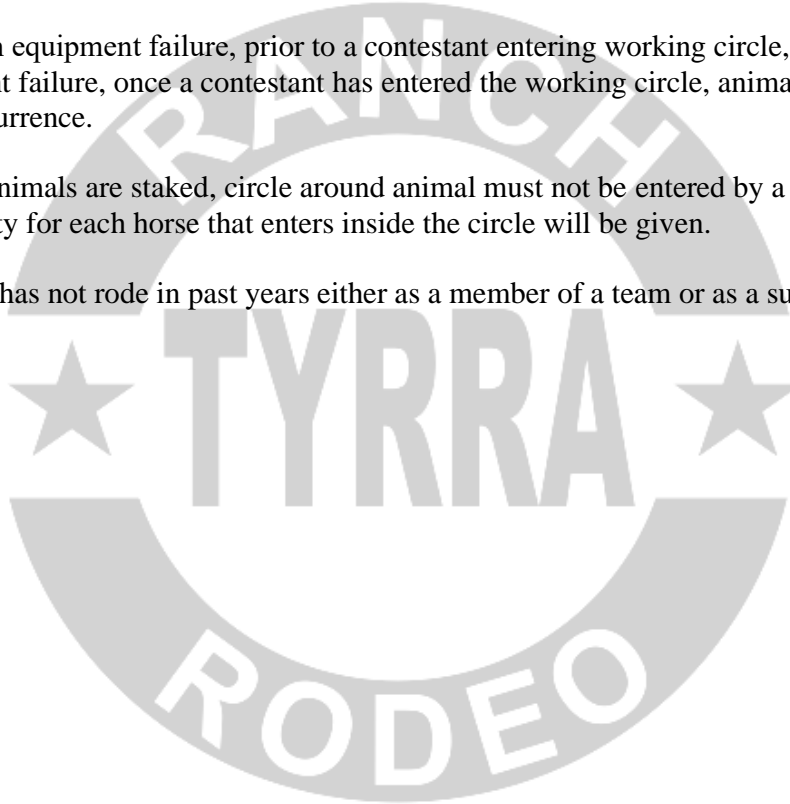 n equipment failure, prior to a contestant entering working circle,
nt failure, once a contestant has entered the working circle, anima
urrence.
nimals are staked, circle around animal must not be entered by a
ty for each horse that enters inside the circle will be given.
has not rode in past years either as a member of a team or as a su
RANCH
TYRRA
RODEO